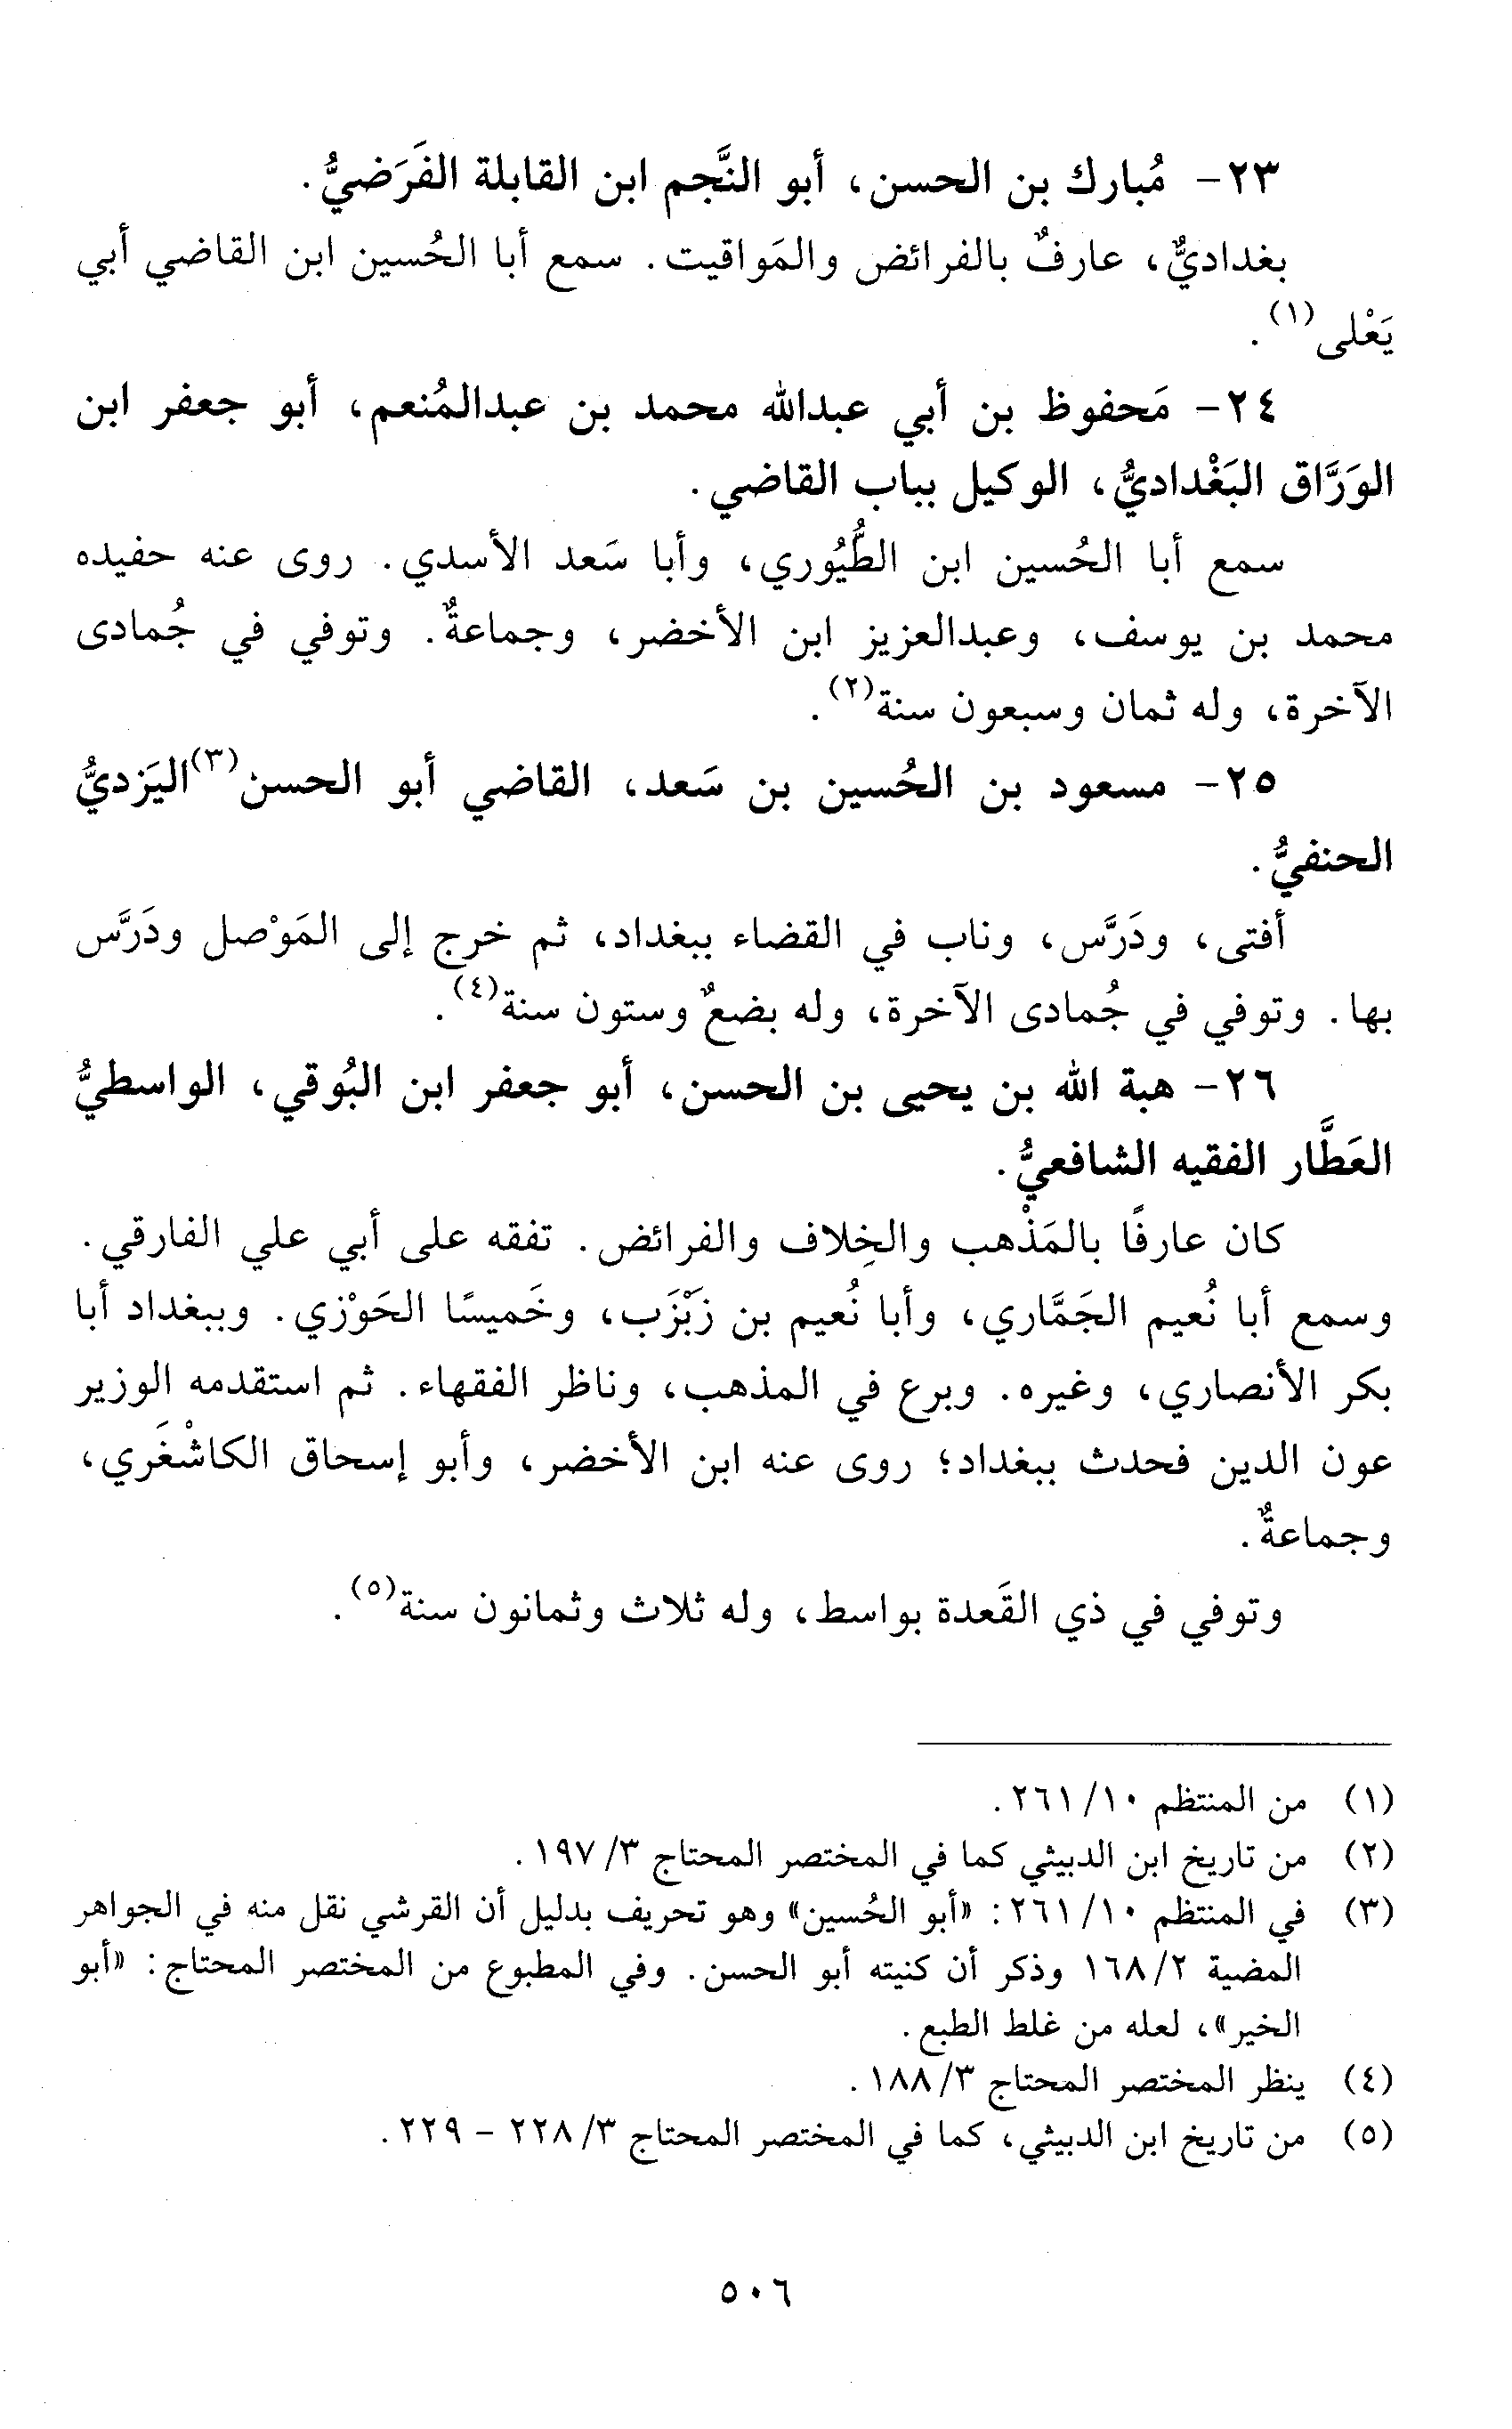 ٢٣- مُبارك بن الحسن، أبو النَّجم ابن القابلة الفَرَضيُّ.
بغداديٌّ، عارفٌ بالفرائض والمَواقيت. سمع أبا الحُسين ابن القاضي أبي
يَعْلى(١).
٢٤- مَحفوظ بن أبي عبدالله محمد بن عبدالمُنعم، أبو جعفر ابن
الوَرَّاق البَغْداديُّ، الوكيل بباب القاضي.
سمع أبا الحُسين ابن الطُّيُوري، وأبا سَعد الأسدي. روى عنه حفيده
محمد بن يوسف، وعبدالعزيز ابن الأخضر، وجماعةٌ. وتوفي في جُمادى
الآخرة، وله ثمان وسبعون سنة(٢).
٢٥- مسعود بن الحُسين بن سَعد، القاضي أبو الحسن(٣) اليَزديُّ
الحنفيُّ.
أفتى، ودَرَّس، وناب في القضاء ببغداد، ثم خرج إلى المَوْصل ودَرَّس
بها. وتوفي في جُمادى الآخرة، وله بضعٌ وستون سنة(٤).
٢٦- هبة الله بن يحيى بن الحسن، أبو جعفر ابن البُوقي، الواسطيُّ
العَطَّار الفقيه الشافعيُّ.
كان عارفًا بالمَذْهب والخِلاف والفرائض. تفقه على أبي علي الفارقي.
وسمع أبا نُعيم الجَمَّاري، وأبا نُعيم بن زَبْزَب، وخَميسًا الحَوْزي. وببغداد أبا
بكر الأنصاري، وغيره. وبرع في المذهب، وناظر الفقهاء. ثم استقدمه الوزير
عون الدين فحدث ببغداد؛ روى عنه ابن الأخضر، وأبو إسحاق الكاشْغَري،
وجماعةٌ.
وتوفي في ذي القَعدة بواسط، وله ثلاث وثمانون سنة(٥).
(١) من المنتظم ١٠/ ٢٦١.
(٢) من تاريخ ابن الدبيثي كما في المختصر المحتاج ٣/ ١٩٧.
(٣) في المنتظم ١٠/ ٢٦١: «أبو الحُسين» وهو تحريف بدليل أن القرشي نقل منه في الجواهر
المضية ٢/ ١٦٨ وذكر أن كنيته أبو الحسن. وفي المطبوع من المختصر المحتاج: «أبو
الخير»، لعله من غلط الطبع.
(٤) ينظر المختصر المحتاج ٣/ ١٨٨.
(٥) من تاريخ ابن الدبيثي، كما في المختصر المحتاج ٣/ ٢٢٨ - ٢٢٩.
٥٠٦